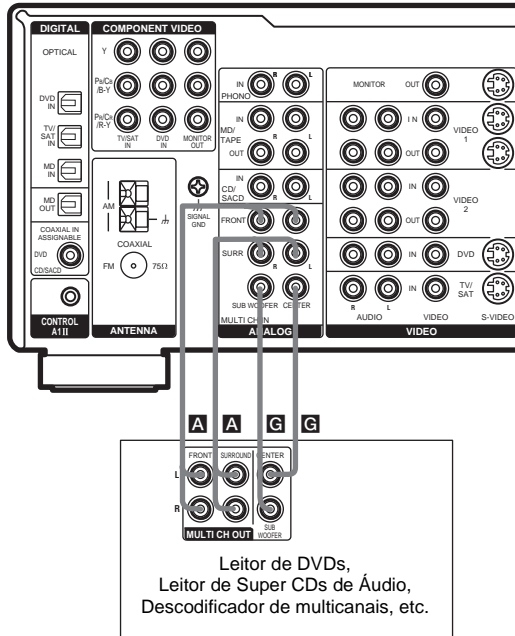 DIGITAL
OPTICAL
DVD
IN
TV/
SAT
IN
MD
IN
MD
OUT
COAXIAL IN
ASSIGNABLE
DVD
CD/SACD
CONTROL
A1II
COMPONENT VIDEO
Y
PB/CB
/B-Y
PR/CR
/R-Y
TV/SAT
IN
DVD
IN
MONITOR
OUT
AM
COAXIAL
FM
75Ω
ANTENNA
SIGNAL
GND
IN
PHONO
R
L
IN
MD/
TAPE
OUT
R
L
IN
CD/
SACD
FRONT
SURR
R
L
SUB WOOFER
CENTER
MULTI CH IN
ANALOG
MONITOR
OUT
IN
VIDEO
1
OUT
IN
VIDEO
2
OUT
IN
DVD
IN
TV/
SAT
R
L
AUDIO
VIDEO
S-VIDEO
VIDEO
A
A
G
G
FRONT
SURROUND
CENTER
L
R
MULTI CH OUT
SUB
WOOFER
Leitor de DVDs,
Leitor de Super CDs de Áudio,
Descodificador de multicanais, etc.